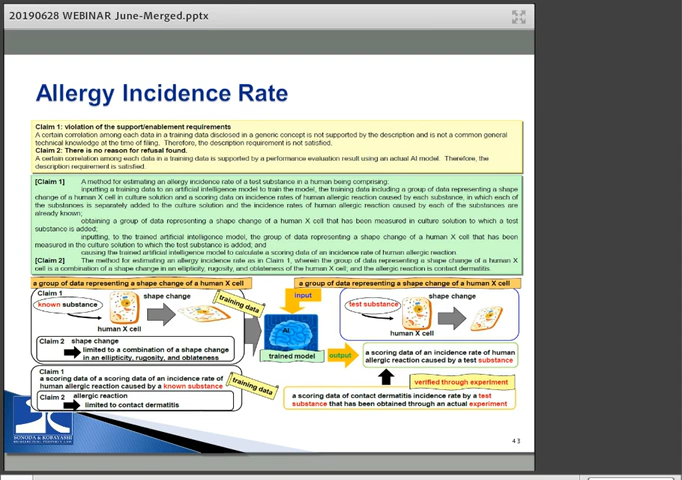 20190628 WEBINAR June-Merged.pptx
Allergy Incidence Rate
Claim 1: violation of the support/enablement requirements
A certain correlation among each data in a training data disclosed in a generic concept is not supported by the description and is not a common general
technical knowledge at the time of filing. Therefore, the description requirement is not satisfied.
Claim 2: There is no reason for refusal found.
A certain correlation among each data in a training is supported by a performance evaluation result using an actual AI model. Therefore, the
description requirement is satisfied.
[Claim 1] A method for estimating an allergy incidence rate of a test substance in a human being comprising:
inputting a training data to an artificial intelligence model to train the model, the training data including a group of data representing a shape
change of a human X cell in culture solution and a scoring data on incidence rates of human allergic reaction caused by each substance, in which each of
the substances is separately added to the culture solution and the incidence rates of human allergic reaction caused by each of the substances are
already known;
obtaining a group of data representing a shape change of a human X cell that has been measured in culture solution to which a test
substance is added;
inputting, to the trained artificial intelligence model, the group of data representing a shape change of a human X cell that has been
measured in the culture solution to which the test substance is added; and
causing the trained artificial intelligence model to calculate a scoring data of an incidence rate of human allergic reaction.
[Claim 2] The method for estimating an allergy incidence rate as in Claim 1, wherein the group of data representing a shape change of a human X
cell is a combination of a shape change in an ellipticity, rugosity, and oblateness of the human X cell, and the allergic reaction is contact dermatitis.
a group of data representing a shape change of a human X cell
Claim 1
shape change
known substance
human X cell
Claim 2 shape change
limited to a combination of a shape change
in an ellipticity, rugosity, and oblateness
training data
Claim 1
a scoring data of a scoring data of an incidence rate of
human allergic reaction caused by a known substance
Claim 2 allergic reaction
limited to contact dermatitis
training data
input
AI
trained model
output
a group of data representing a shape change of a human X cell
shape change
test substance
human X cell
a scoring data of an incidence rate of human
allergic reaction caused by a test substance
verified through experiment
a scoring data of contact dermatitis incidence rate by a test
substance that has been obtained through an actual experiment
SONODA & KOBAYASHI
INTELLECTUAL PROPERTY LAW
43